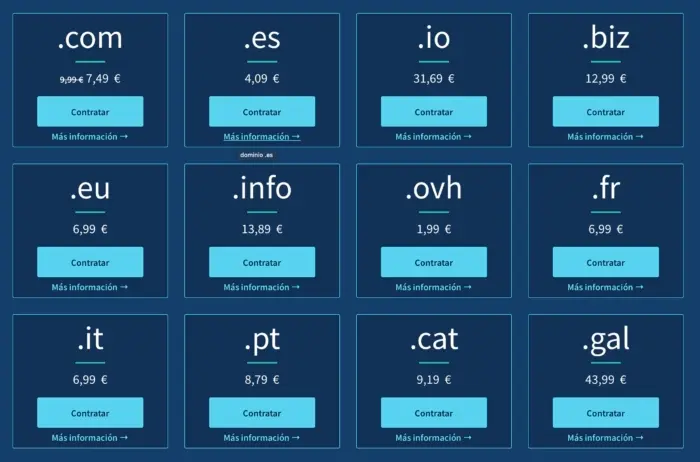 .com
9,99 € 7,49 €
Contratar
Más información →
.es
4,09 €
Contratar
Más información →
dominio .es
.io
31,69 €
Contratar
Más información →
.biz
12,99 €
Contratar
Más información →
.eu
6,99 €
Contratar
Más información →
.info
13,89 €
Contratar
Más información →
.ovh
1,99 €
Contratar
Más información →
.fr
6,99 €
Contratar
Más información →
.it
6,99 €
Contratar
Más información →
.pt
8,79 €
Contratar
Más información →
.cat
9,19 €
Contratar
Más información →
.gal
43,99 €
Contratar
Más información →